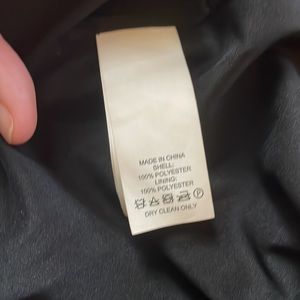 MADE IN CHINA
SHELL:
100% POLYESTER
LINING:
100% POLYESTER
P
DRY CLEAN ONLY